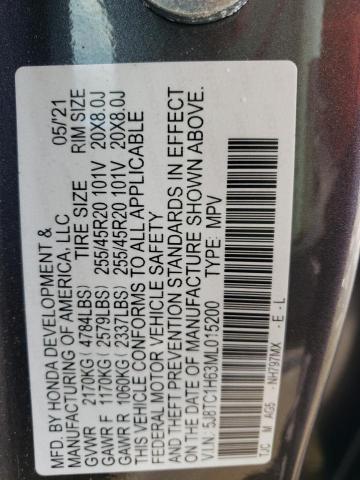 MFD. BY HONDA DEVELOPMENT & 05/'21
MANUFACTURING OF AMERICA, LLC
TIRE SIZE RIM SIZE
GVWR 2170KG(4784LBS)
GAWR F 1170KG(2579LBS) 255/45R20 101V 20X8.0J
GAWR R 1060KG(2337LBS) 255/45R20 101V 20X8.0J
THIS VEHICLE CONFORMS TO ALL APPLICABLE
FEDERAL MOTOR VEHICLE SAFETY
AND THEFT PREVENTION STANDARDS IN EFFECT
ON THE DATE OF MANUFACTURE SHOWN ABOVE.
V.I.N: 5J8TC1H63ML015200 TYPE: MPV
TJC M AG5 NH797MX - E - L